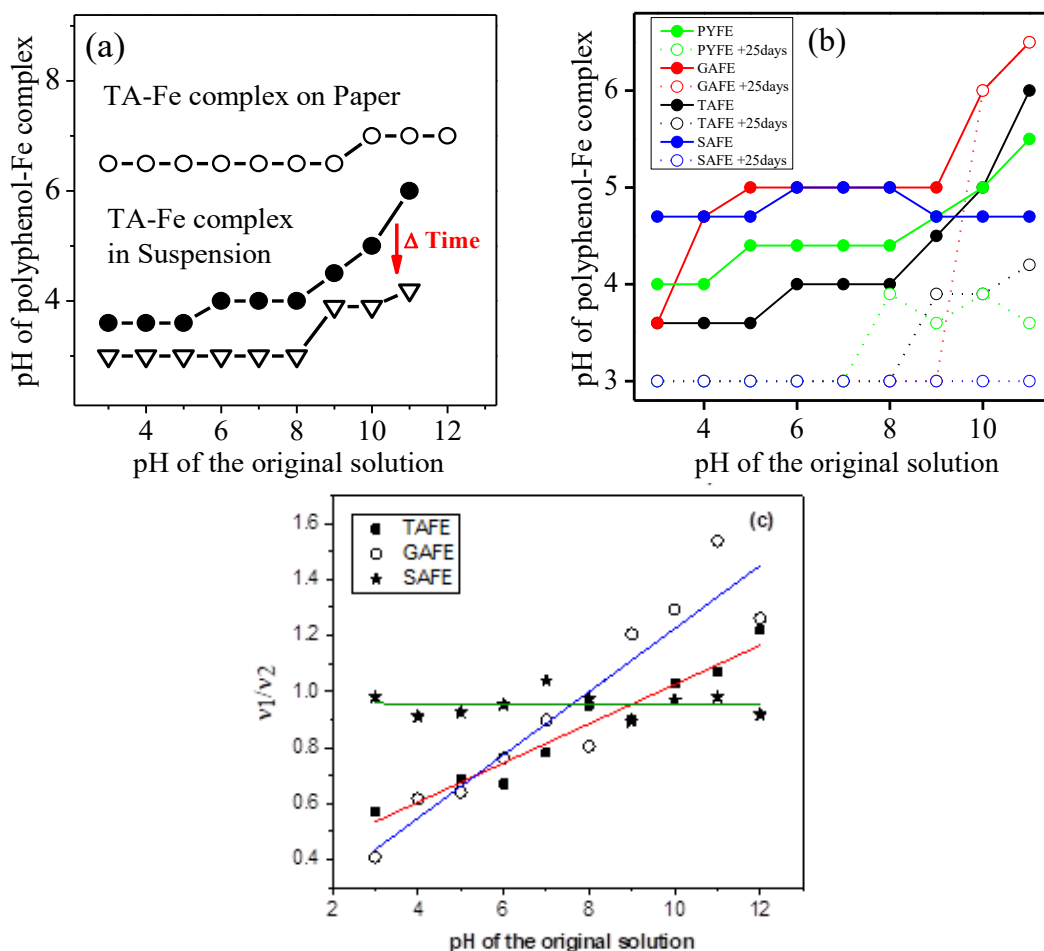 (a)
TA-Fe complex on Paper
TA-Fe complex
in Suspension
Δ Time
8
6
4
4
6
8
10
12
pH of polyphenol-Fe complex
pH of the original solution
(b)
PYFE
PYFE +25days
GAFE
GAFE +25days
TAFE
TAFE +25days
SAFE
SAFE +25days
6
5
4
3
4
6
8
10
pH of polyphenol-Fe complex
pH of the original solution
(c)
TAFE
GAFE
SAFE
1.6
1.4
1.2
1.0
0.8
0.6
0.4
2
4
6
8
10
12
ν1/ν2
pH of the original solution